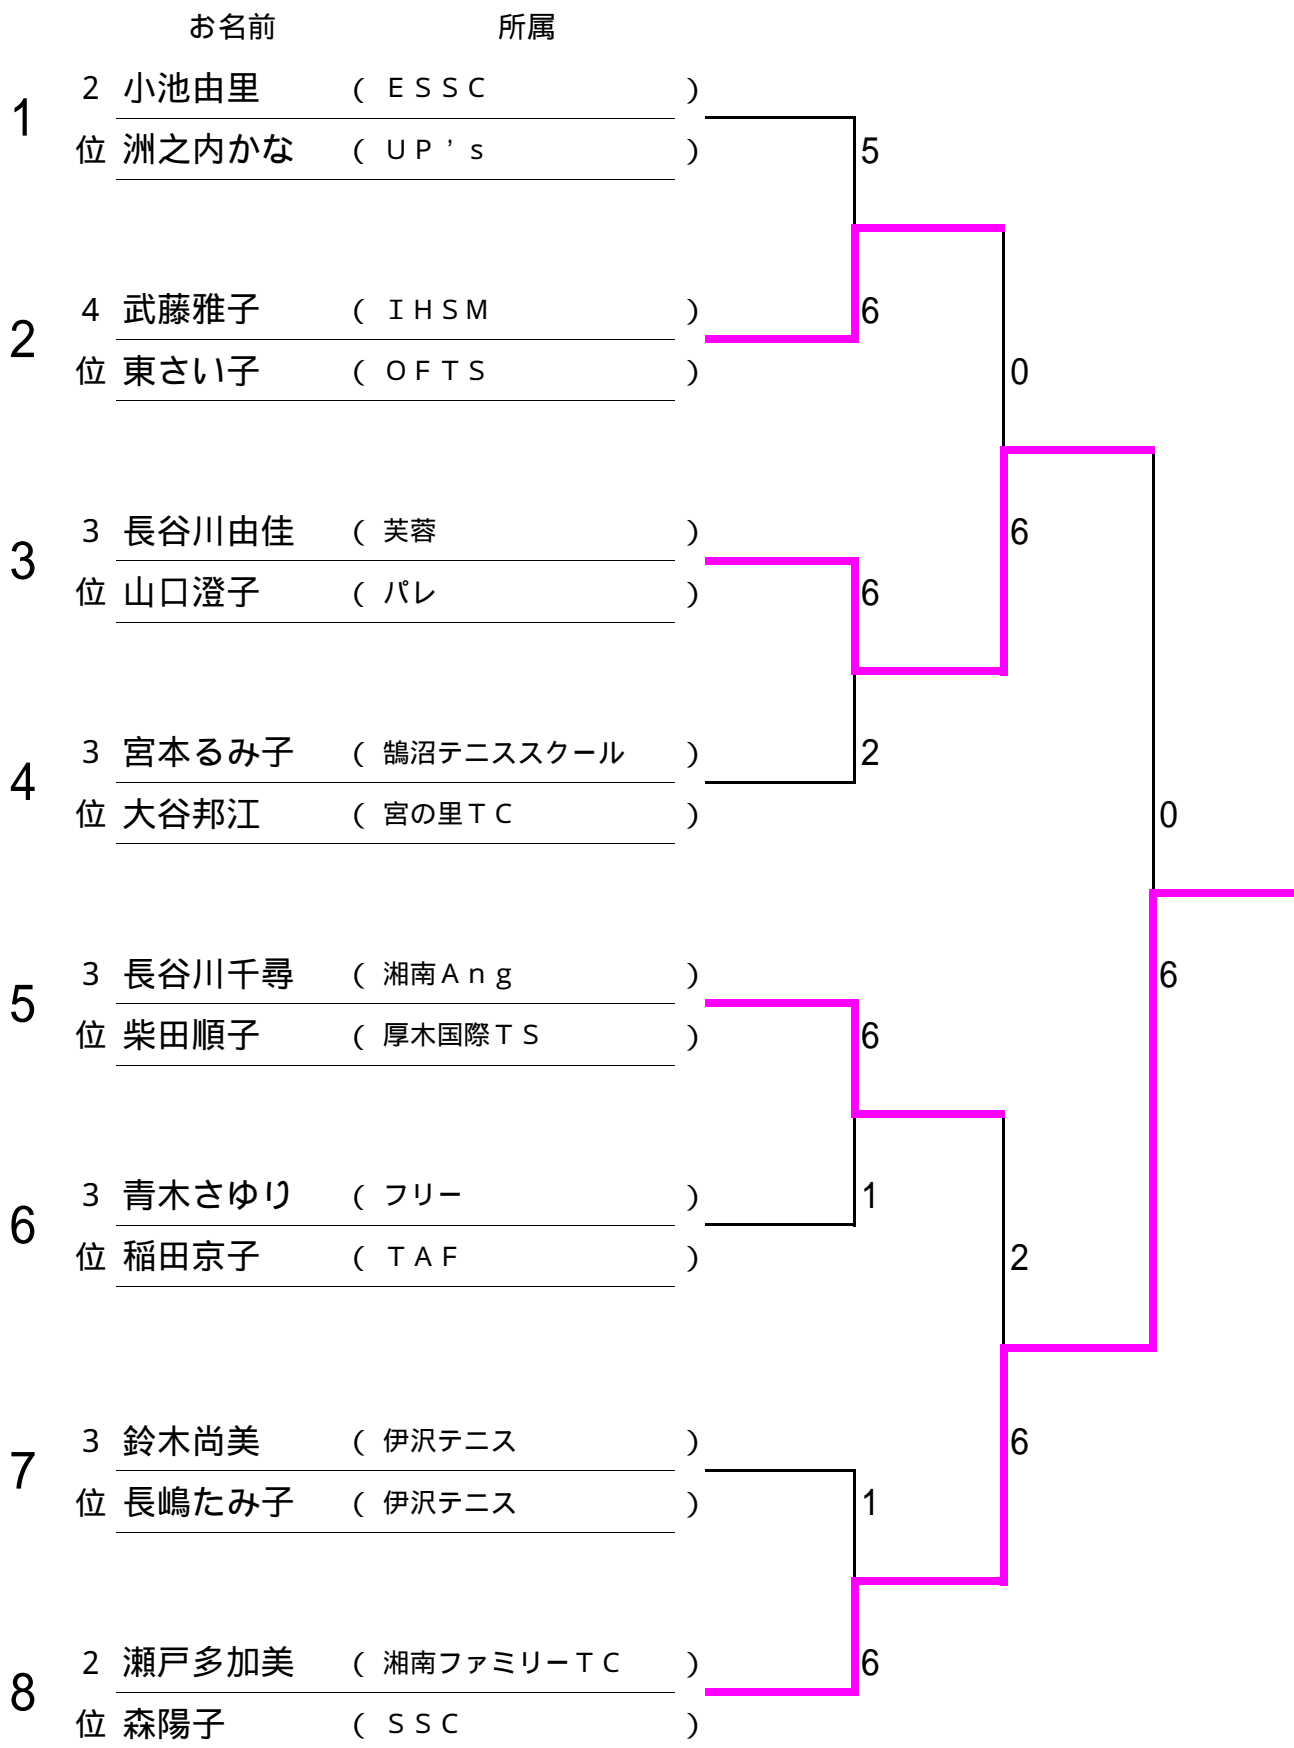 お名前 所属
1
2 小池由里 ( ＥＳＳＣ )
位 洲之内かな ( ＵＰ’ｓ )
5
2
4 武藤雅子 ( ＩＨＳＭ )
6
位 東さい子 ( ＯＦＴＳ )
0
3
3 長谷川由佳 ( 芙蓉 )
6
位 山口澄子 ( パレ )
6
4
3 宮本るみ子 ( 鵠沼テニススクール )
2
位 大谷邦江 ( 宮の里ＴＣ )
0
5
3 長谷川千尋 ( 湘南Ａｎｇ )
6
位 柴田順子 ( 厚木国際ＴＳ )
6
6
3 青木さゆり ( フリー )
1
位 稲田京子 ( ＴＡＦ )
2
7
3 鈴木尚美 ( 伊沢テニス )
6
位 長嶋たみ子 ( 伊沢テニス )
1
8
2 瀬戸多加美 ( 湘南ファミリーＴＣ )
6
位 森陽子 ( ＳＳＣ )